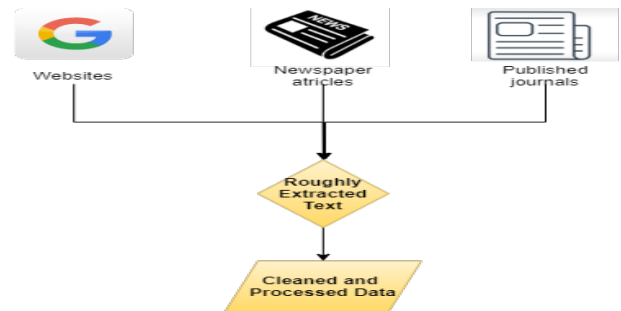 Websites
NEWS
Newspaper
atricles
Published
journals
Roughly
Extracted
Text
Cleaned and
Processed Data